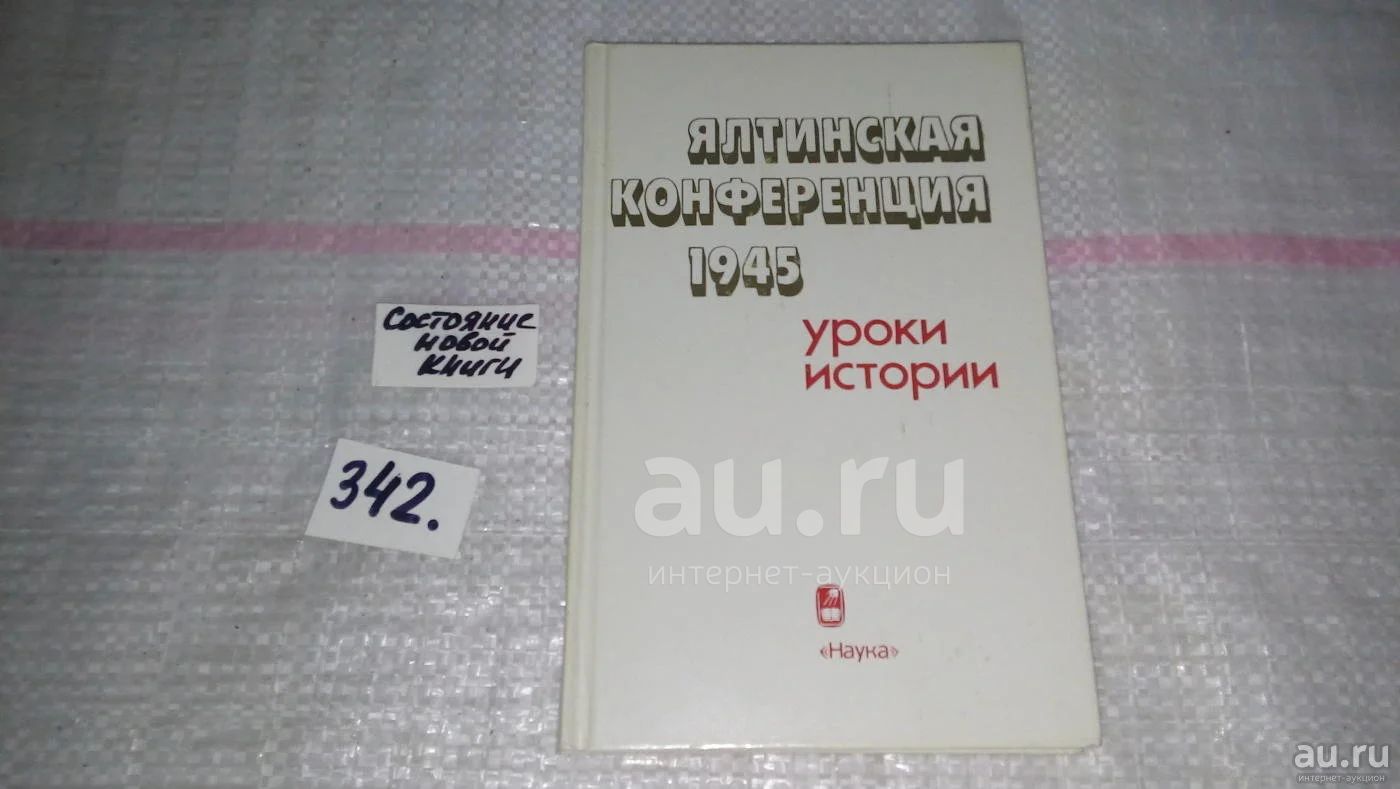 ЯЛТИНСКАЯ
КОНФЕРЕНЦИЯ
1945
уроки
истории
Состояние
новой
книги
342.
au.ru
интернет-аукцион
«Наука»
au.ru
интернет-аукцион